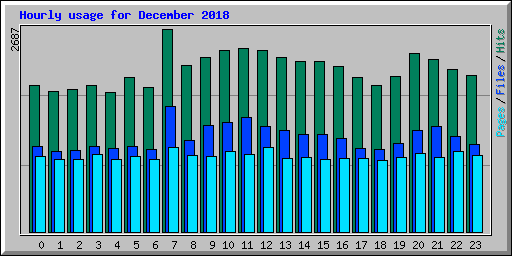 Hourly usage for December 2018
2687
Pages/Files/Hits
0 1 2 3 4 5 6 7 8 9 10 11 12 13 14 15 16 17 18 19 20 21 22 23